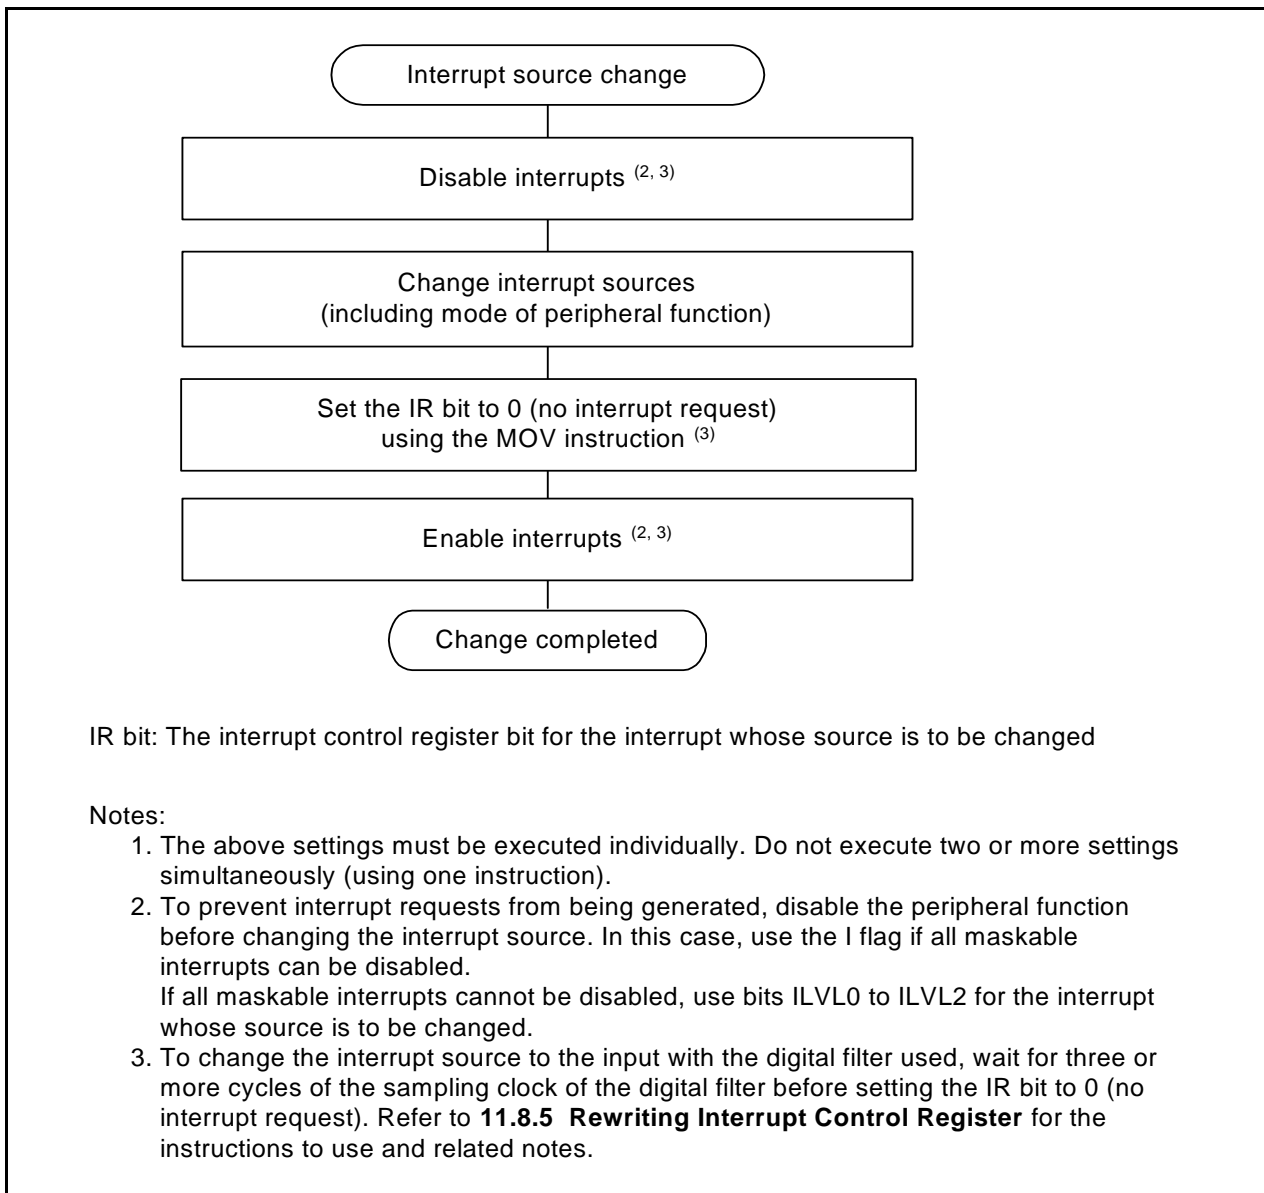 Interrupt source change
Disable interrupts (2, 3)
Change interrupt sources
(including mode of peripheral function)
Set the IR bit to 0 (no interrupt request)
using the MOV instruction (3)
Enable interrupts (2, 3)
Change completed
IR bit: The interrupt control register bit for the interrupt whose source is to be changed
Notes:
1. The above settings must be executed individually. Do not execute two or more settings
simultaneously (using one instruction).
2. To prevent interrupt requests from being generated, disable the peripheral function
before changing the interrupt source. In this case, use the I flag if all maskable
interrupts can be disabled.
If all maskable interrupts cannot be disabled, use bits ILVL0 to ILVL2 for the interrupt
whose source is to be changed.
3. To change the interrupt source to the input with the digital filter used, wait for three or
more cycles of the sampling clock of the digital filter before setting the IR bit to 0 (no
interrupt request). Refer to 11.8.5 Rewriting Interrupt Control Register for the
instructions to use and related notes.